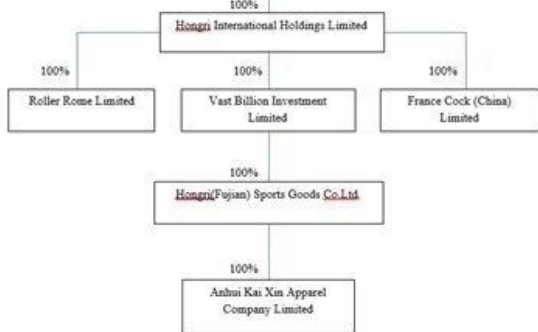 100%
Hongri International Holdings Limited
100%
100%
100%
Roller Rome Limited
Vast Billion Investment
Limited
France Cock (China)
Limited
100%
Hongri(Fujian) Sports Goods Co.Ltd.
100%
Anhui Kai Xin Apparel
Company Limited